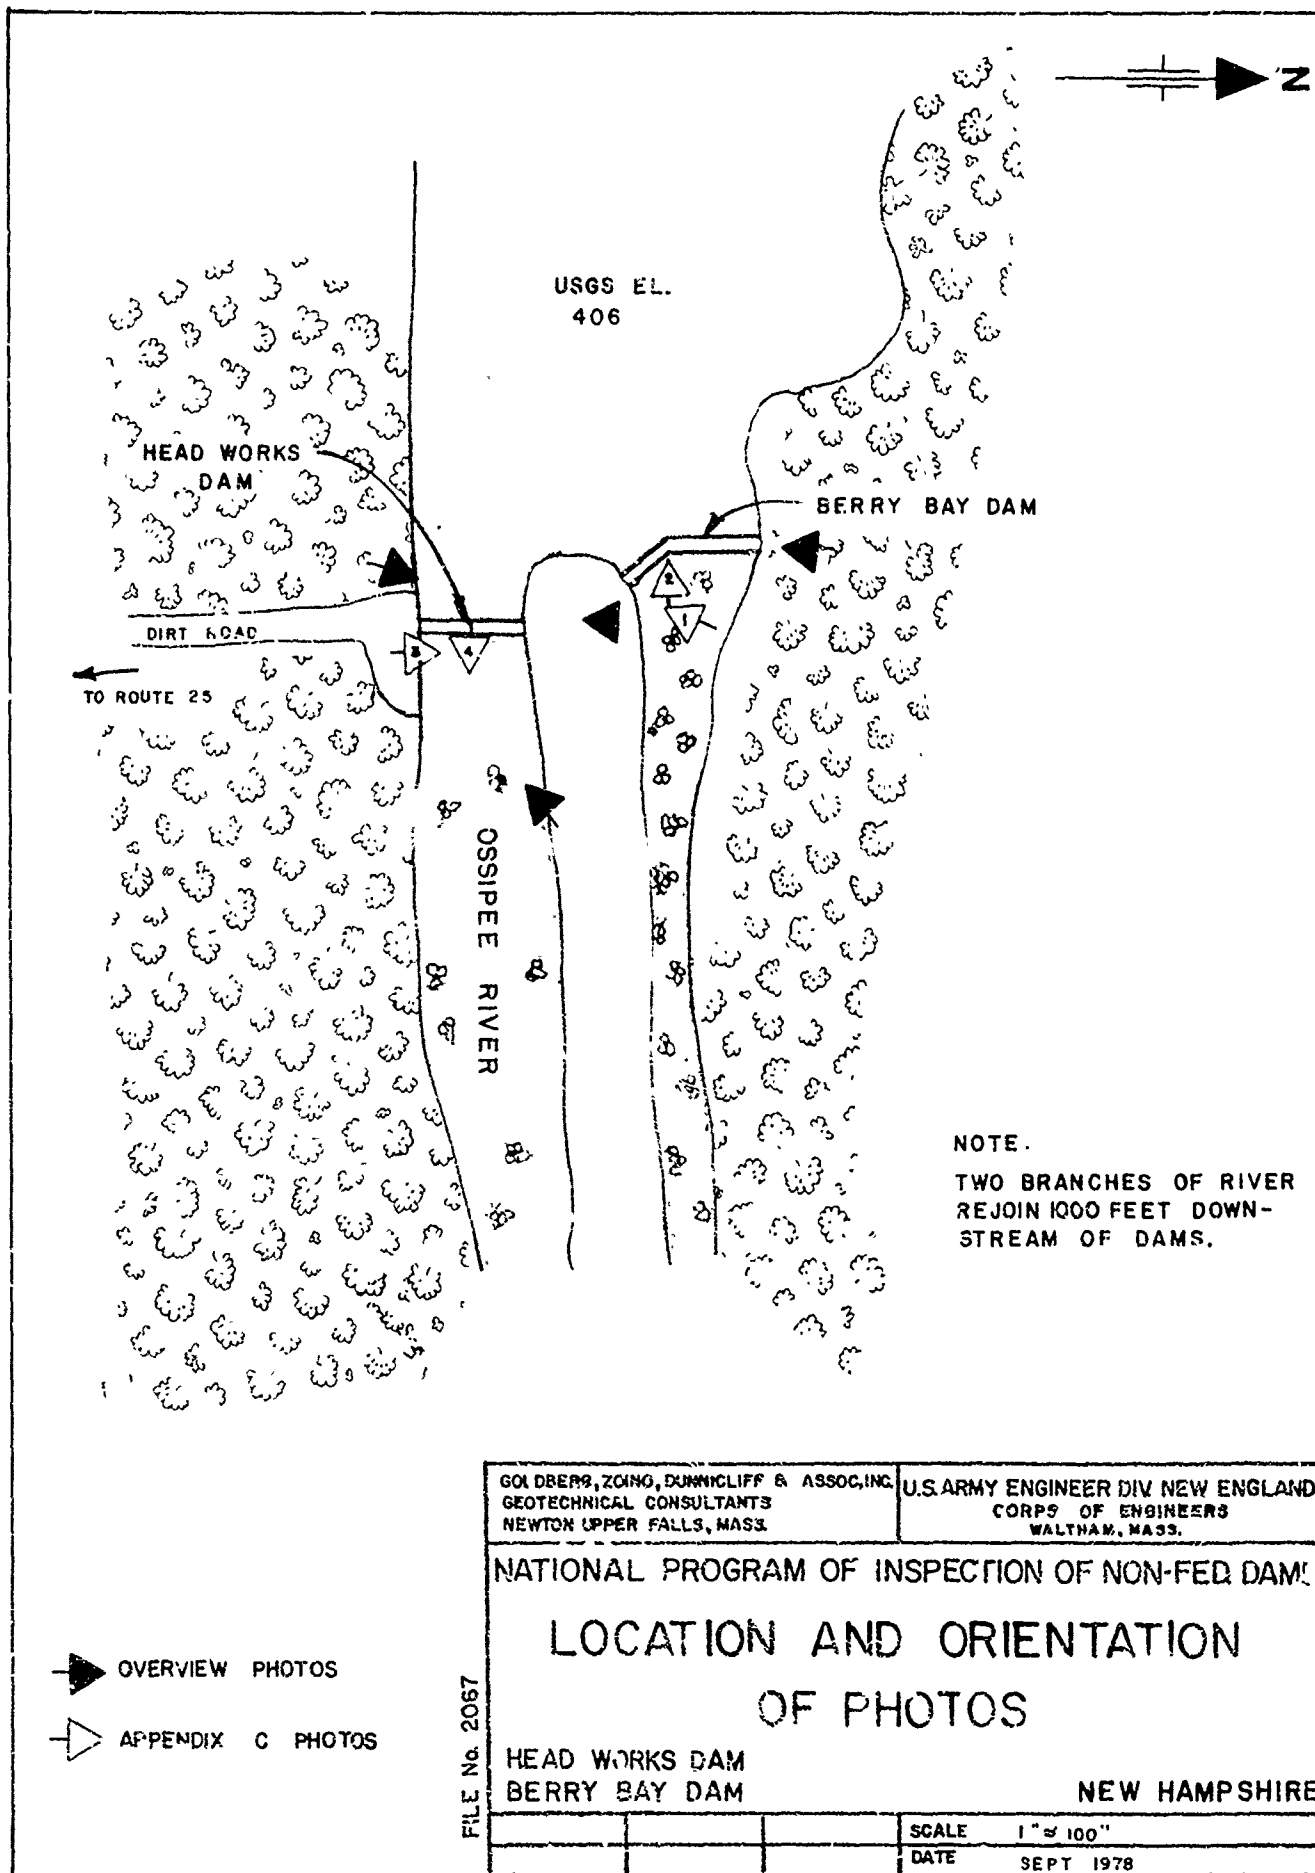 N
USGS EL.
406
HEAD WORKS
DAM
BERRY BAY DAM
2
1
DIRT ROAD
3
4
TO ROUTE 25
OSSIPEE RIVER
NOTE.
TWO BRANCHES OF RIVER
REJOIN 1000 FEET DOWN-
STREAM OF DAMS.
GOLDBERG, ZOINO, DUNNICLIFF & ASSOC, INC.
GEOTECHNICAL CONSULTANTS
NEWTON UPPER FALLS, MASS.
U.S. ARMY ENGINEER DIV. NEW ENGLAND
CORPS OF ENGINEERS
WALTHAM, MASS.
NATIONAL PROGRAM OF INSPECTION OF NON-FED. DAMS
LOCATION AND ORIENTATION
OF PHOTOS
OVERVIEW PHOTOS
APPENDIX C PHOTOS
FILE No. 2067
HEAD WORKS DAM
BERRY BAY DAM
NEW HAMPSHIRE
SCALE 1" ≈ 100"
DATE SEPT 1978